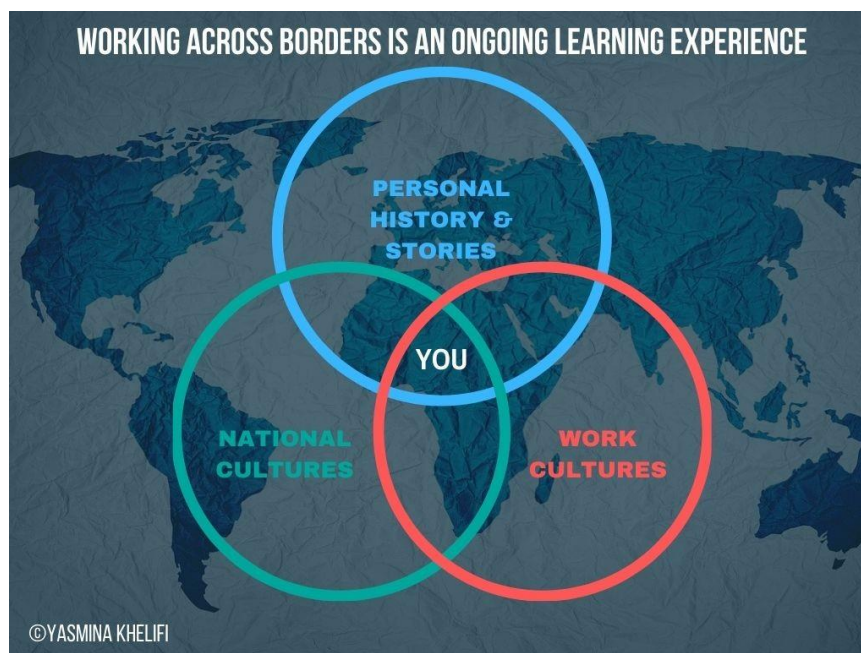 WORKING ACROSS BORDERS IS AN ONGOING LEARNING EXPERIENCE
PERSONAL
HISTORY &
STORIES
YOU
NATIONAL
CULTURES
WORK
CULTURES
©YASMINA KHELIFI